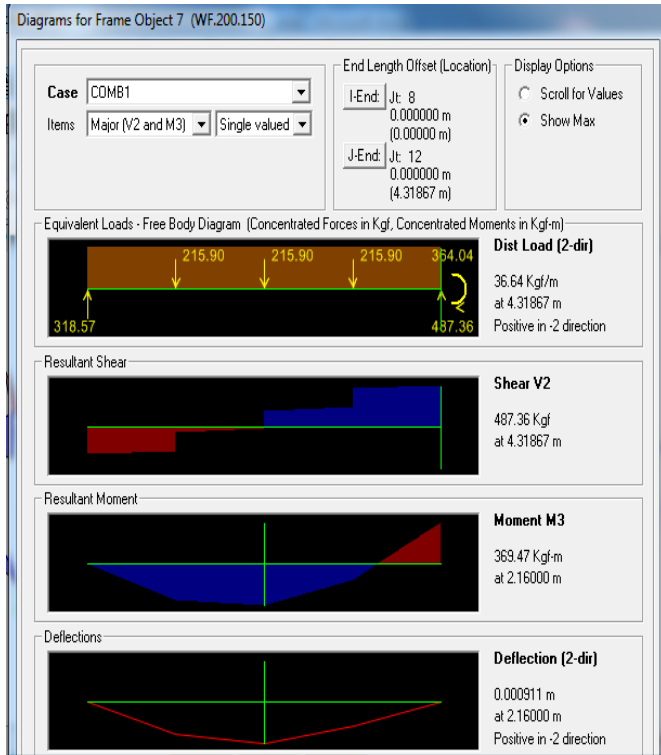 Diagrams for Frame Object 7 (WF.200.150)
Case COMB1
Items Major (V2 and M3) Single valued
End Length Offset (Location)
I-End: Jt: 8
0.000000 m
(0.00000 m)
J-End: Jt: 12
0.000000 m
(4.31867 m)
Display Options
Scroll for Values
Show Max
Equivalent Loads - Free Body Diagram (Concentrated Forces in Kgf, Concentrated Moments in Kgf-m)
215.90 215.90 215.90 364.04
318.57 487.36
Dist Load (2-dir)
36.64 Kgf/m
at 4.31867 m
Positive in -2 direction
Resultant Shear
Shear V2
487.36 Kgf
at 4.31867 m
Resultant Moment
Moment M3
369.47 Kgf-m
at 2.16000 m
Deflections
Deflection (2-dir)
0.000911 m
at 2.16000 m
Positive in -2 direction